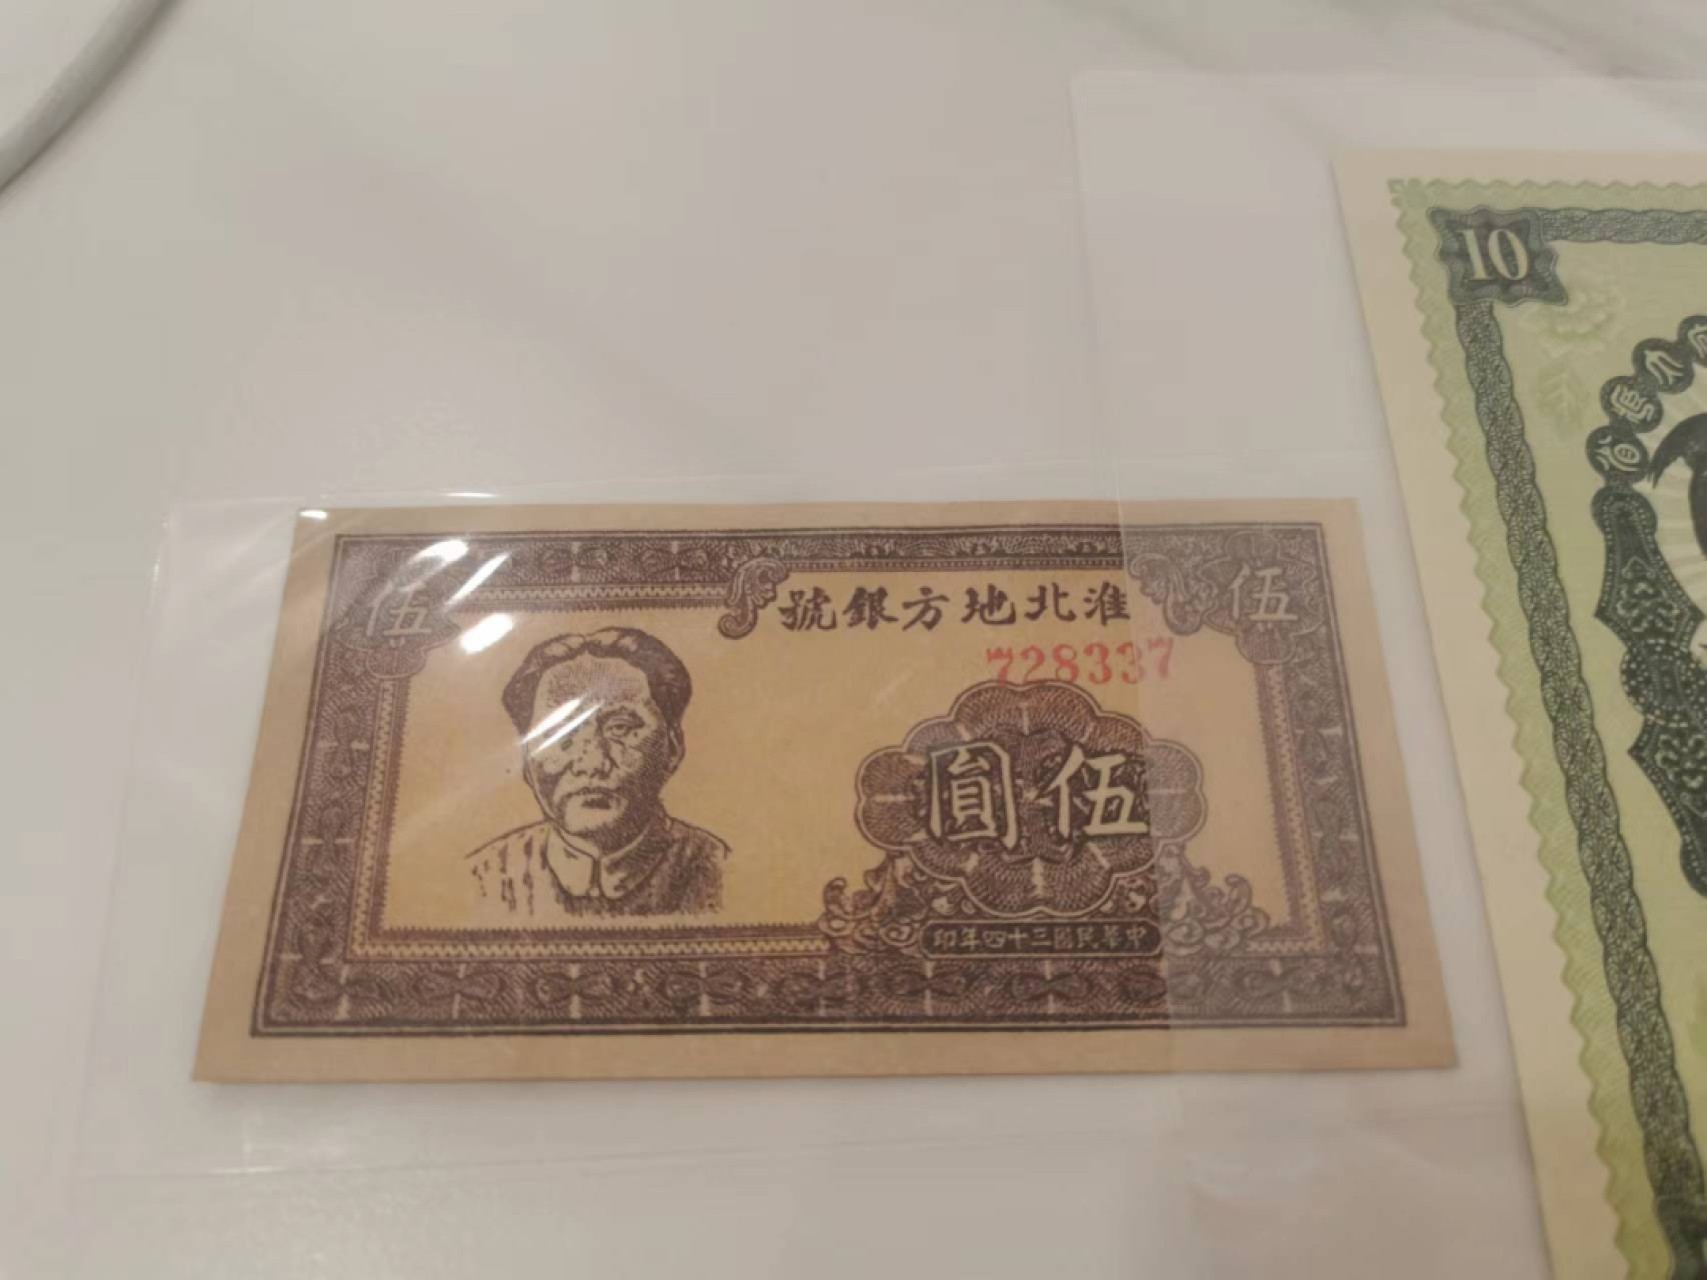 伍
淮北地方銀號
伍
728337
伍圓
中華民國三十四年印
10